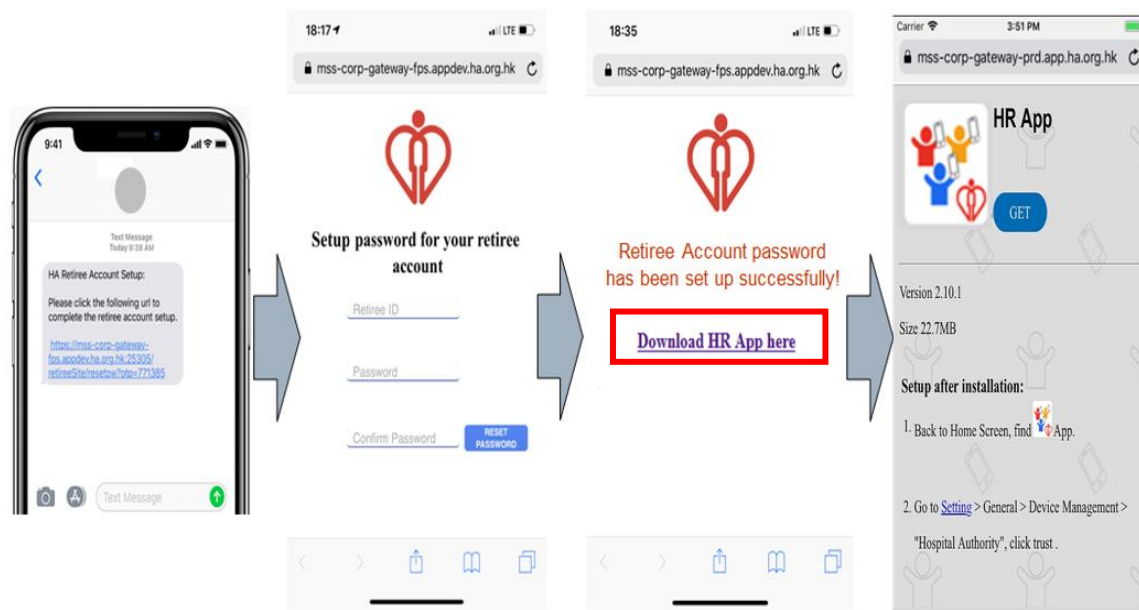 9:41
Text Message
Today 9:38 AM
HA Retiree Account Setup:
Please click the following url to
complete the retiree account setup.
https://mss-corp-gateway-
fps.appdev.ha.org.hk:25305/
retireeSite/resetpw?otp=771385
Text Message
18:17
LTE
mss-corp-gateway-fps.appdev.ha.org.hk
Setup password for your retiree
account
Retiree ID
Password
Confirm Password
RESET
PASSWORD
18:35
LTE
mss-corp-gateway-fps.appdev.ha.org.hk
Retiree Account password
has been set up successfully!
Download HR App here
Carrier
3:51 PM
mss-corp-gateway-prd.app.ha.org.hk
HR App
GET
Version 2.10.1
Size 22.7MB
Setup after installation:
1. Back to Home Screen, find App.
2. Go to Setting > General > Device Management >
"Hospital Authority", click trust .